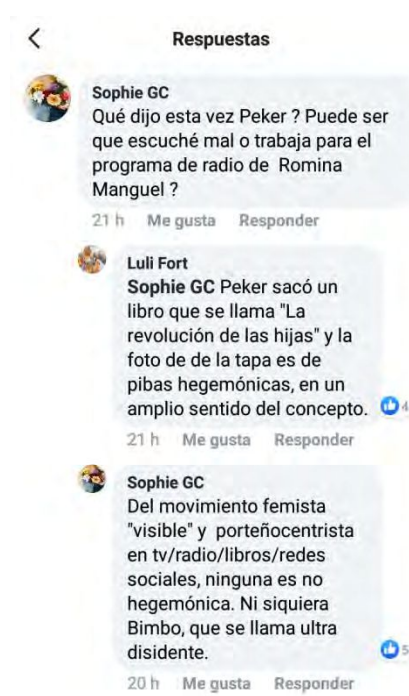 Respuestas
Sophie GC
Qué dijo esta vez Peker ? Puede ser
que escuché mal o trabaja para el
programa de radio de Romina
Manguel ?
21 h Me gusta Responder
Luli Fort
Sophie GC Peker sacó un
libro que se llama "La
revolución de las hijas" y la
foto de de la tapa es de
pibas hegemónicas, en un
amplio sentido del concepto.
4
21 h Me gusta Responder
Sophie GC
Del movimiento femista
"visible" y porteñocentrista
en tv/radio/libros/redes
sociales, ninguna es no
hegemónica. Ni siquiera
Bimbo, que se llama ultra
disidente.
5
20 h Me gusta Responder